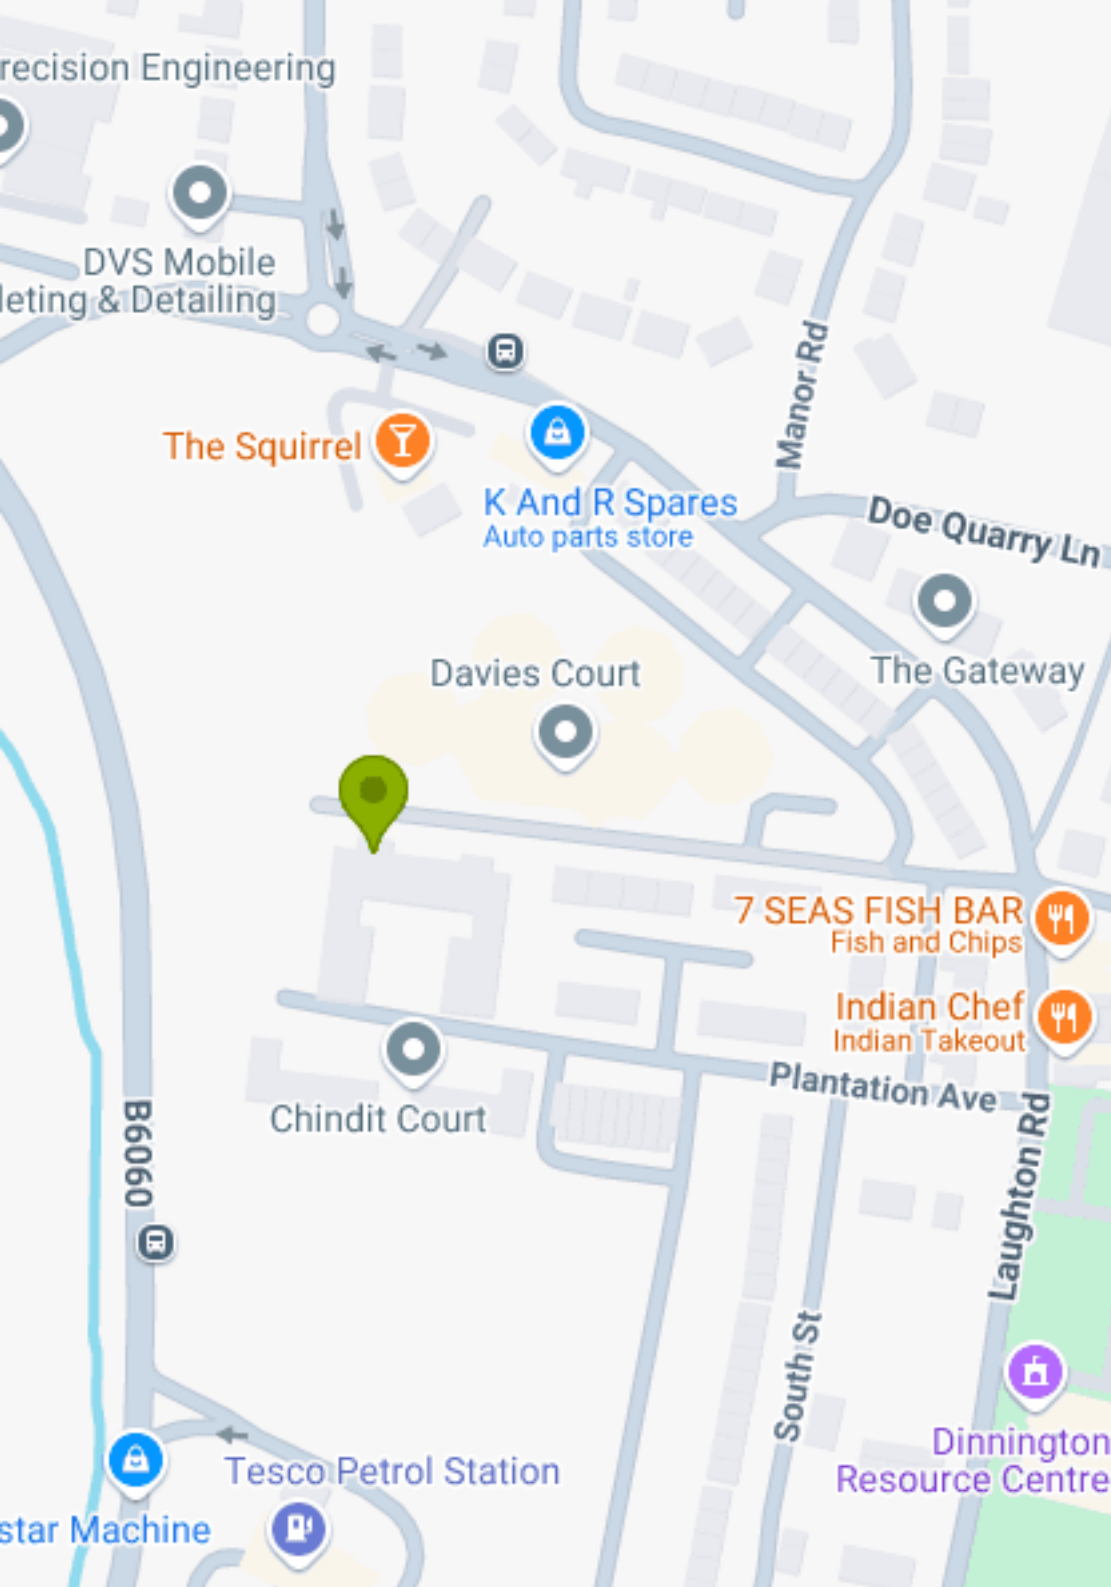 recision Engineering
DVS Mobile
leting & Detailing
Manor Rd
The Squirrel
K And R Spares
Auto parts store
Doe Quarry Ln
The Gateway
Davies Court
7 SEAS FISH BAR
Fish and Chips
Indian Chef
Indian Takeout
Plantation Ave
Chindit Court
B6060
Laughton Rd
South St
Dinnington
Resource Centre
Tesco Petrol Station
star Machine